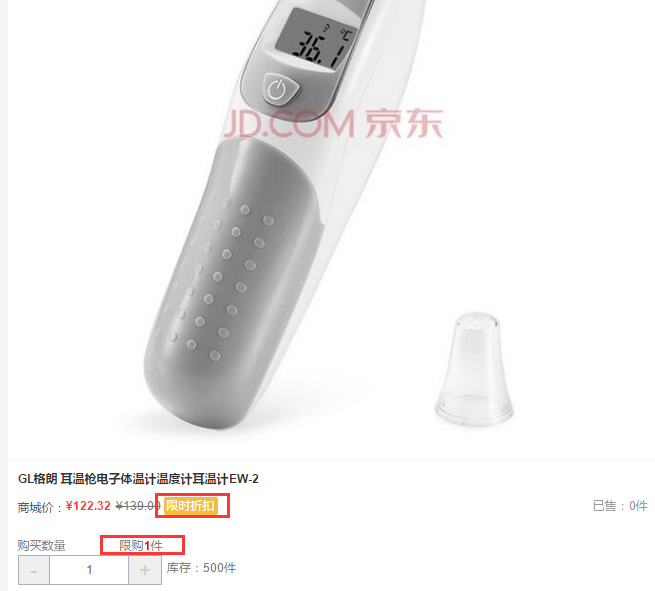 36.1 °C
JD.COM 京东
GL格朗 耳温枪电子体温计温度计耳温计EW-2
商城价：¥122.32 ¥139.00 限时折扣 已售：0件
购买数量 限购1件
- 1 + 库存：500件